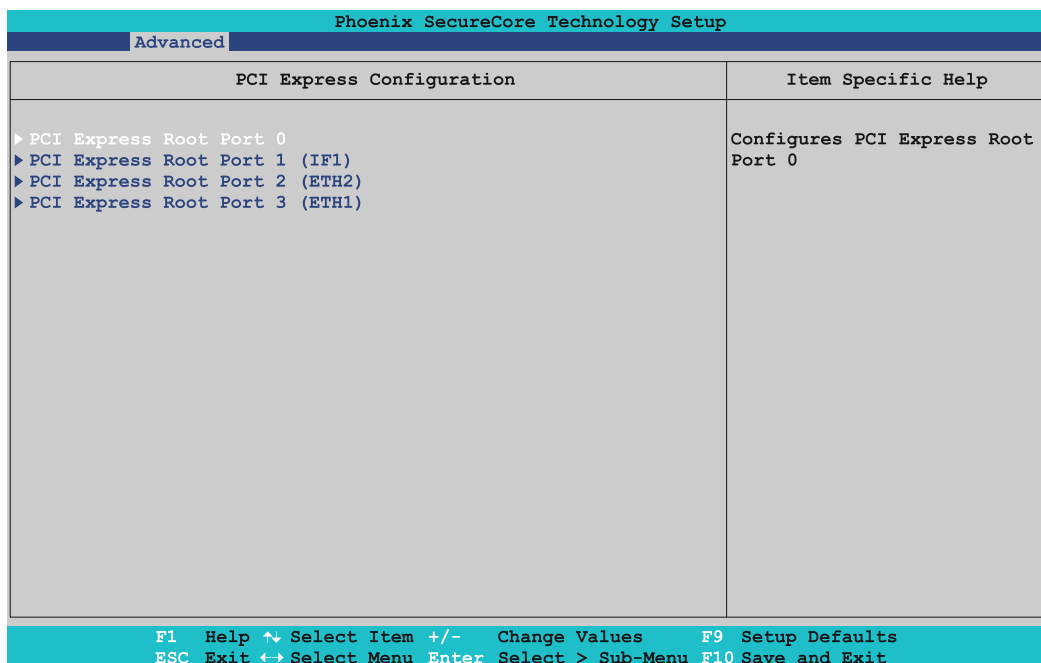 Phoenix SecureCore Technology Setup
Advanced
PCI Express Configuration
Item Specific Help
PCI Express Root Port 0
PCI Express Root Port 1 (IF1)
PCI Express Root Port 2 (ETH2)
PCI Express Root Port 3 (ETH1)
Configures PCI Express Root
Port 0
F1 Help ↑↓ Select Item +/- Change Values F9 Setup Defaults
ESC Exit ←→ Select Menu Enter Select > Sub-Menu F10 Save and Exit